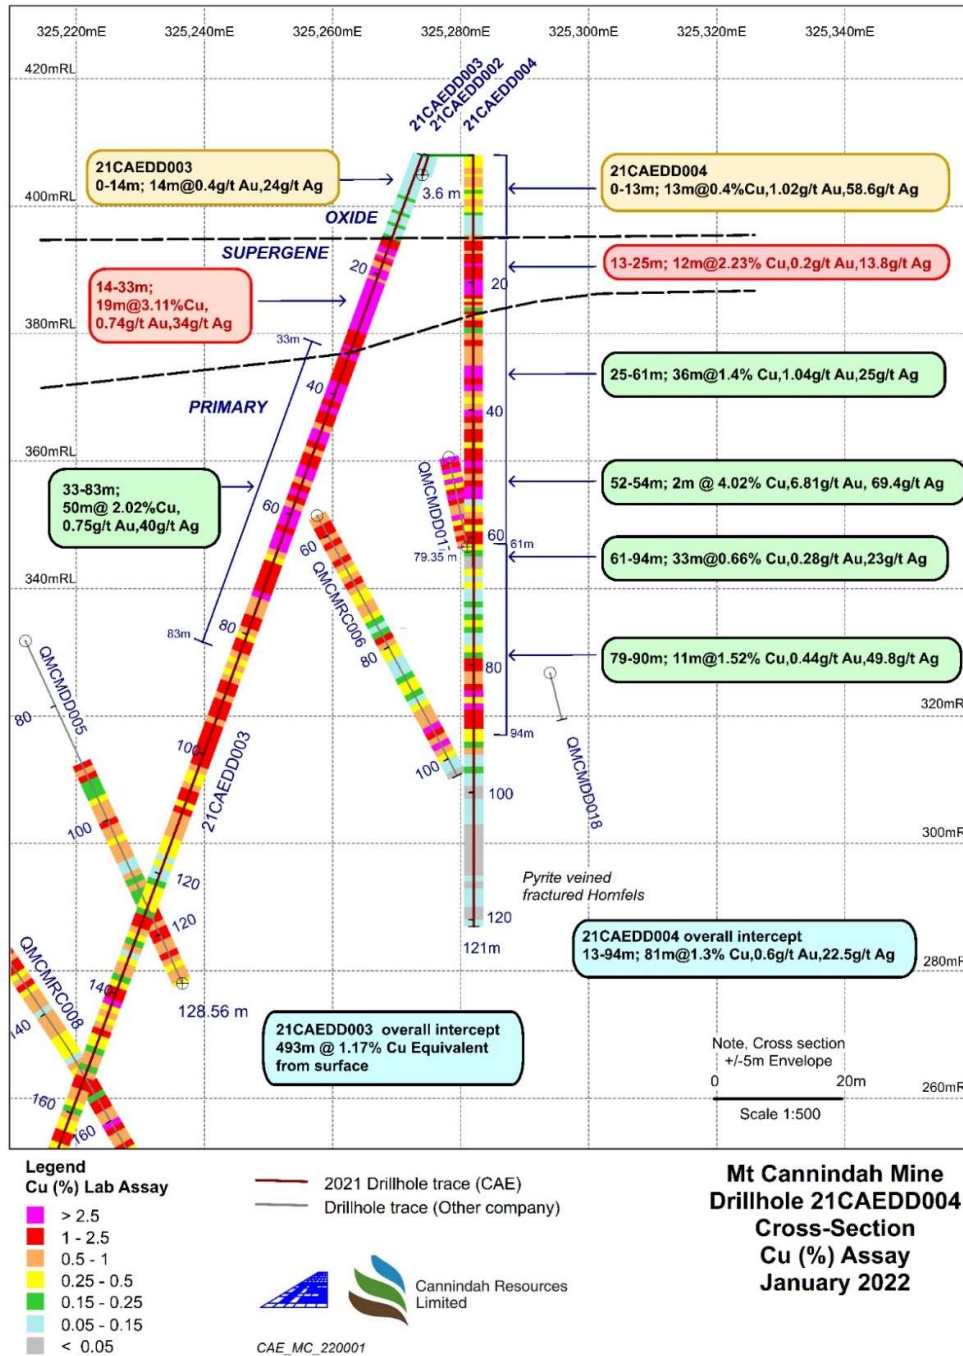 325,220mE 325,240mE 325,260mE 325,280mE 325,300mE 325,320mE 325,340mE
420mRL
21CAEDD003
21CAEDD002
21CAEDD004
21CAEDD003
0-14m; 14m@0.4g/t Au,24g/t Ag
21CAEDD004
0-13m; 13m@0.4%Cu,1.02g/t Au,58.6g/t Ag
3.6 m
400mRL
OXIDE
SUPERGENE
13-25m; 12m@2.23% Cu,0.2g/t Au,13.8g/t Ag
20
20
14-33m;
19m@3.11%Cu,
0.74g/t Au,34g/t Ag
380mRL
33m
25-61m; 36m@1.4% Cu,1.04g/t Au,25g/t Ag
40
PRIMARY
40
360mRL
QMCMDD01
33-83m;
50m@ 2.02%Cu,
0.75g/t Au,40g/t Ag
52-54m; 2m @ 4.02% Cu,6.81g/t Au, 69.4g/t Ag
60
60
60
61m
79.35 m
61-94m; 33m@0.66% Cu,0.28g/t Au,23g/t Ag
340mRL
QMCMRC006
80
83m
80
80
79-90m; 11m@1.52% Cu,0.44g/t Au,49.8g/t Ag
QMCMDD005
80
320mRL
QMCMDD018
94m
100
100
100
21CAEDD003
100
300mRL
120
Pyrite veined
fractured Hornfels
120
120
121m
21CAEDD004 overall intercept
13-94m; 81m@1.3% Cu,0.6g/t Au,22.5g/t Ag
280mR
QMCMRC008
140
140
128.56 m
21CAEDD003 overall intercept
493m @ 1.17% Cu Equivalent
from surface
Note, Cross section
+/-5m Envelope
0 20m
Scale 1:500
260mR
160
160
Legend
Cu (%) Lab Assay
> 2.5
1 - 2.5
0.5 - 1
0.25 - 0.5
0.15 - 0.25
0.05 - 0.15
< 0.05
2021 Drillhole trace (CAE)
Drillhole trace (Other company)
Cannindah Resources
Limited
CAE_MC_220001
Mt Cannindah Mine
Drillhole 21CAEDD004
Cross-Section
Cu (%) Assay
January 2022